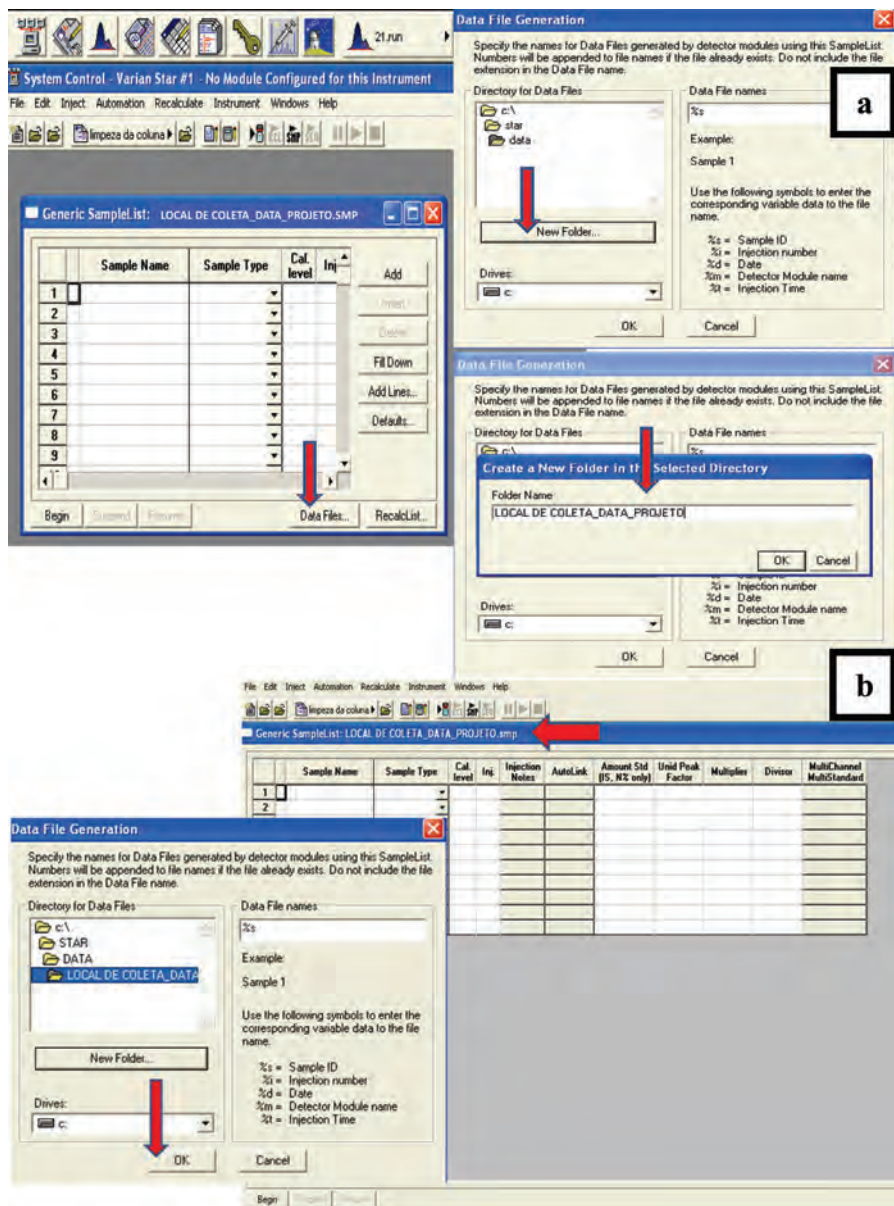 21.run
System Control - Varian Star #1 - No Module Configured for this Instrument
File Edit Inject Automation Recalculate Instrument Windows Help
limpeza da coluna
Generic SampleList: LOCAL DE COLETA_DATA_PROJETO.SMP
Sample Name Sample Type Cal. level Inj
1
2
3
4
5
6
7
8
9
Add
Insert
Delete
Fill Down
Add Lines...
Defaults...
Begin Suspend Resume Data Files... RecalcList...
Data File Generation
a
Specify the names for Data Files generated by detector modules using this SampleList.
Numbers will be appended to file names if the file already exists. Do not include the file
extension in the Data File name.
Directory for Data Files
c:\
star
data
New Folder...
Drives:
c:
Data File names
%s
Example:
Sample 1
Use the following symbols to enter the
corresponding variable data to the file
name.
%s = Sample ID
%i = Injection number
%d = Date
%m = Detector Module name
%t = Injection Time
OK Cancel
Data File Generation
Specify the names for Data Files generated by detector modules using this SampleList.
Numbers will be appended to file names if the file already exists. Do not include the file
extension in the Data File name.
Directory for Data Files Data File names
Create a New Folder in the Selected Directory
Folder Name
LOCAL DE COLETA_DATA_PROJETO
OK Cancel
%i = Injection number
%d = Date
%m = Detector Module name
%t = Injection Time
Drives:
c:
OK Cancel
b
File Edit Inject Automation Recalculate Instrument Windows Help
limpeza da coluna
Generic SampleList: LOCAL DE COLETA_DATA_PROJETO.smp
Sample Name Sample Type Cal. level Inj. Injection Notes AutoLink Amount Std (IS, N% only) Unid Peak Factor Multiplier Divisor MultiChannel MultiStandard
1
2
Data File Generation
Specify the names for Data Files generated by detector modules using this SampleList.
Numbers will be appended to file names if the file already exists. Do not include the file
extension in the Data File name.
Directory for Data Files
c:\
STAR
DATA
LOCAL DE COLETA_DATA
New Folder...
Drives:
c:
Data File names
%s
Example:
Sample 1
Use the following symbols to enter the
corresponding variable data to the file
name.
%s = Sample ID
%i = Injection number
%d = Date
%m = Detector Module name
%t = Injection Time
OK Cancel
Begin